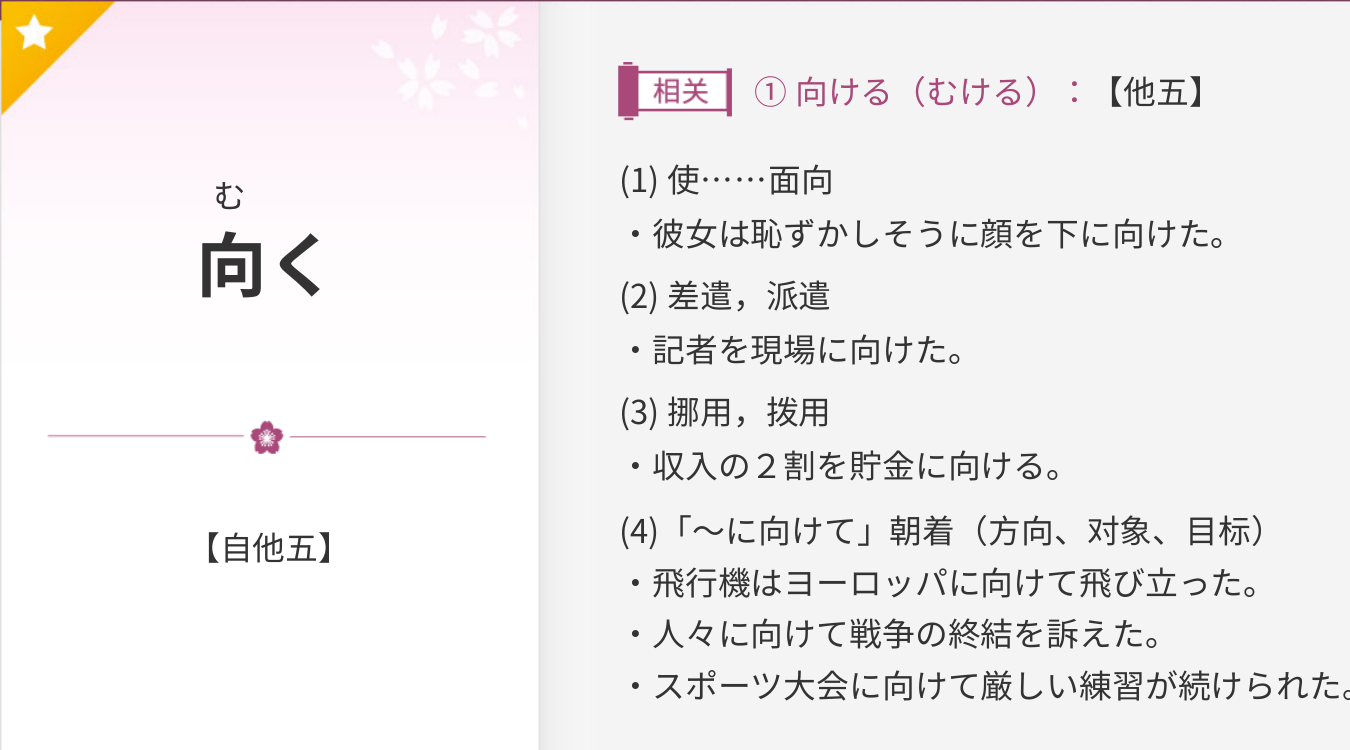 む
向く
【自他五】
相关 ① 向ける（むける）：【他五】
(1) 使……面向
・彼女は恥ずかしそうに顔を下に向けた。
(2) 差遣，派遣
・記者を現場に向けた。
(3) 挪用，拨用
・収入の２割を貯金に向ける。
(4)「～に向けて」朝着（方向、对象、目标）
・飛行機はヨーロッパに向けて飛び立った。
・人々に向けて戦争の終結を訴えた。
・スポーツ大会に向けて厳しい練習が続けられた。